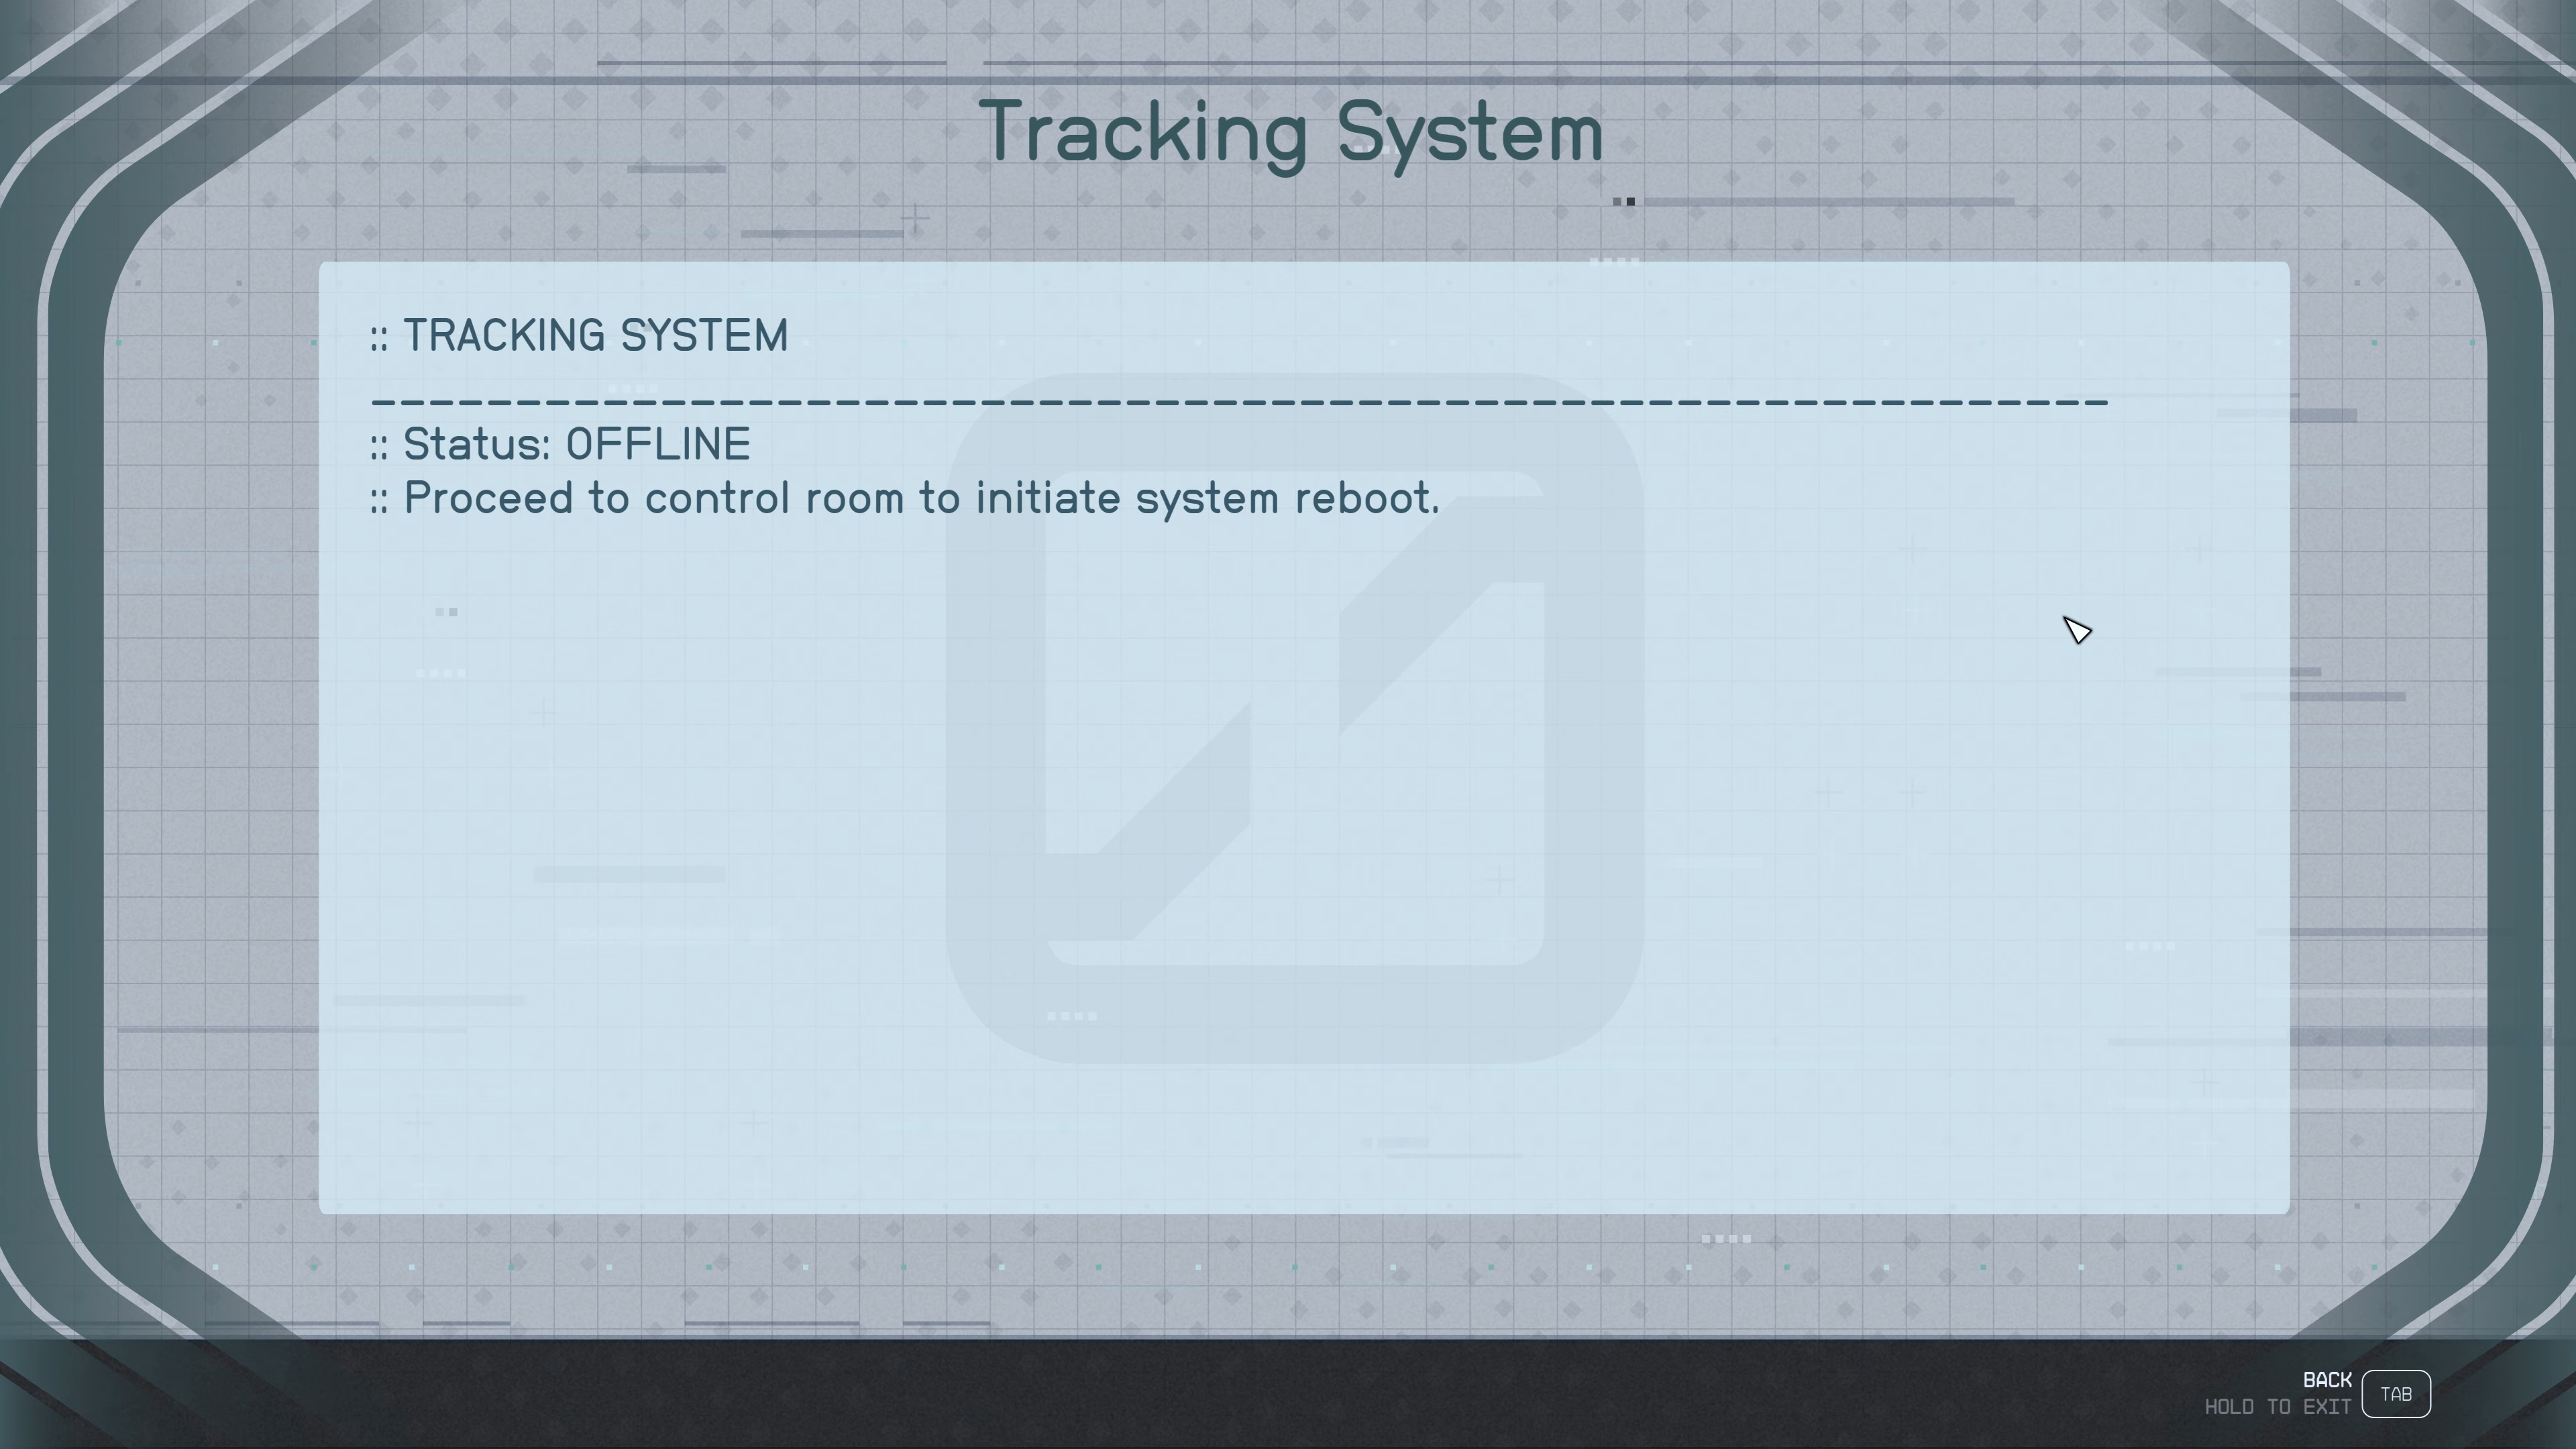 Tracking System
:: TRACKING SYSTEM
------------------------------------------------------------
:: Status: OFFLINE
:: Proceed to control room to initiate system reboot.
BACK
HOLD TO EXIT
TAB